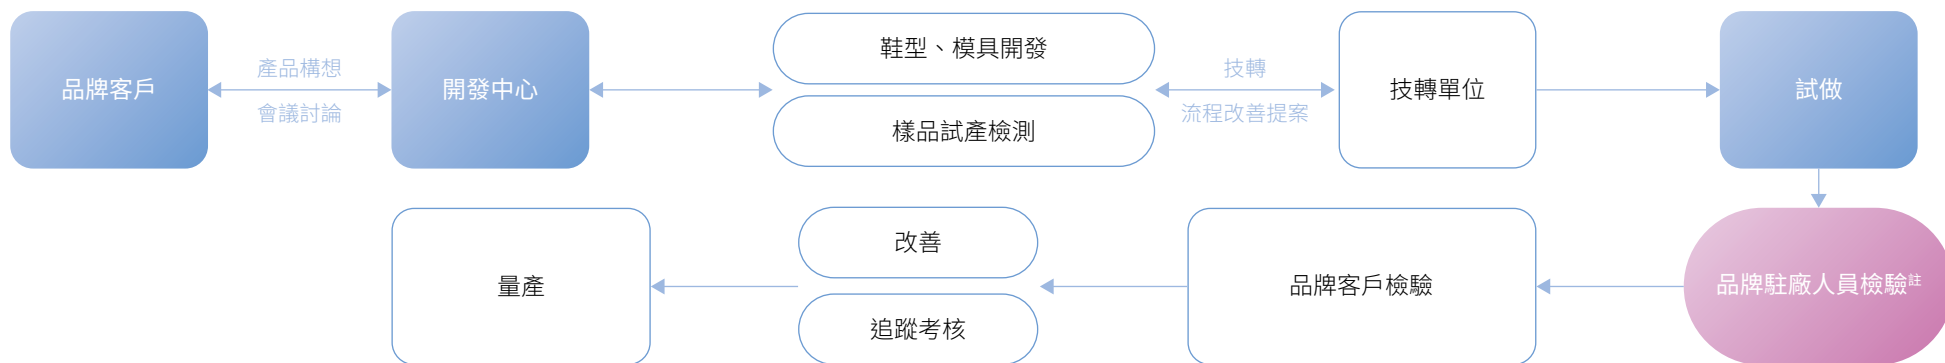 品牌客戶
產品構想
會議討論
開發中心
鞋型、模具開發
樣品試產檢測
技轉
流程改善提案
技轉單位
試做
品牌駐廠人員檢驗註
品牌客戶檢驗
改善
追蹤考核
量產